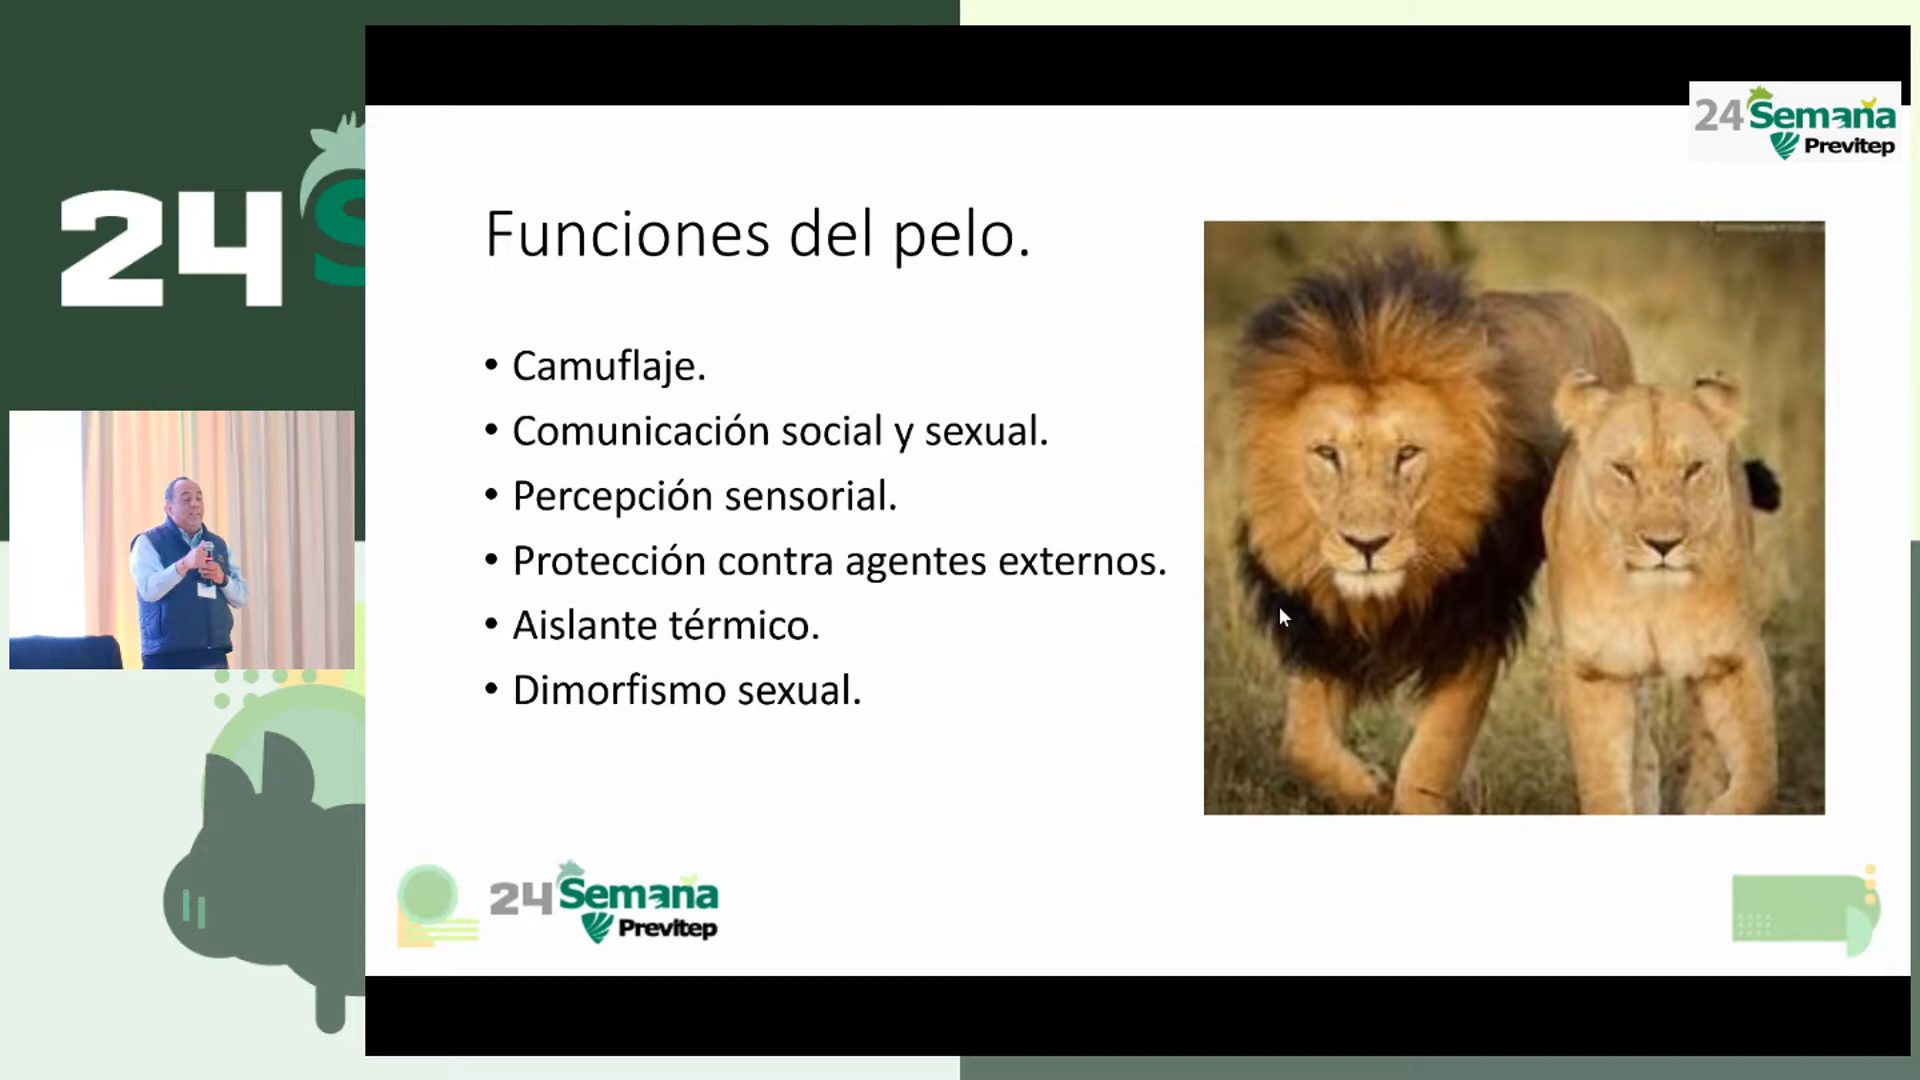 24S
24 Semana
Previtep
Funciones del pelo.
• Camuflaje.
• Comunicación social y sexual.
• Percepción sensorial.
• Protección contra agentes externos.
• Aislante térmico.
• Dimorfismo sexual.
24 Semana
Previtep